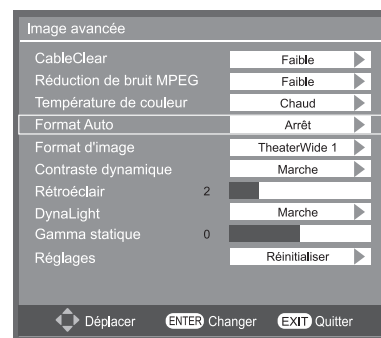 Image avancée
CableClear Faible
Réduction de bruit MPEG Faible
Température de couleur Chaud
Format Auto Arrêt
Format d'image TheaterWide 1
Contraste dynamique Marche
Rétroéclair 2
DynaLight Marche
Gamma statique 0
Réglages Réinitialiser
Déplacer ENTER Changer EXIT Quitter